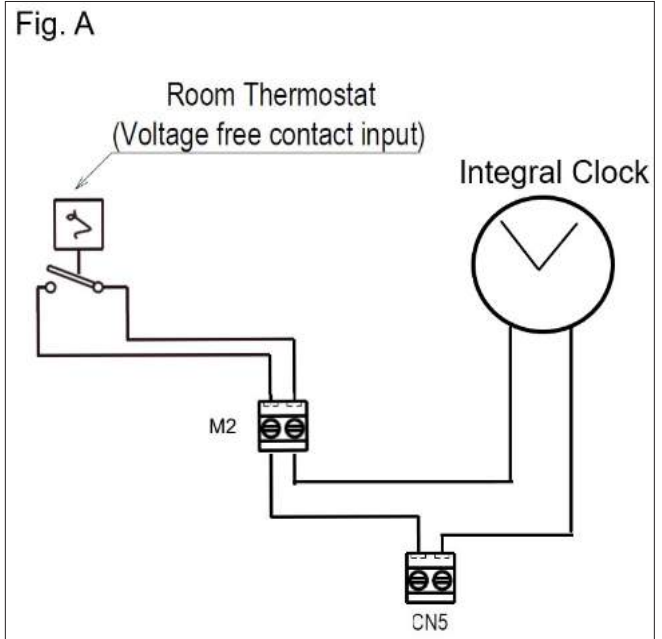 Fig. A
Room Thermostat
(Voltage free contact input)
Integral Clock
M2
CN5